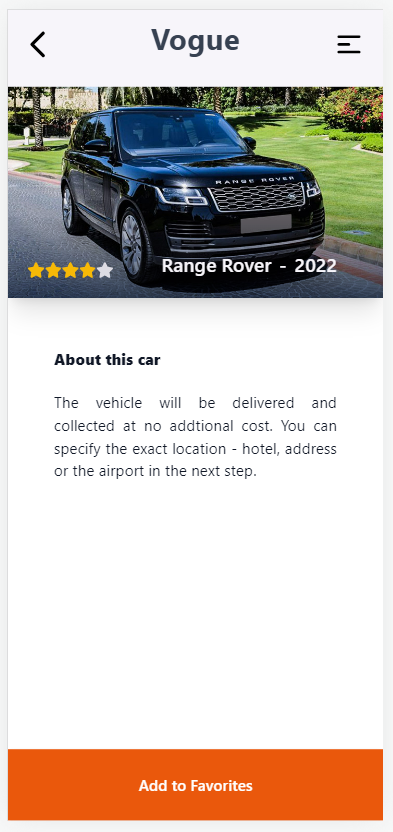 Vogue
RANGE ROVER
Range Rover - 2022
About this car
The vehicle will be delivered and
collected at no addtional cost. You can
specify the exact location - hotel, address
or the airport in the next step.
Add to Favorites